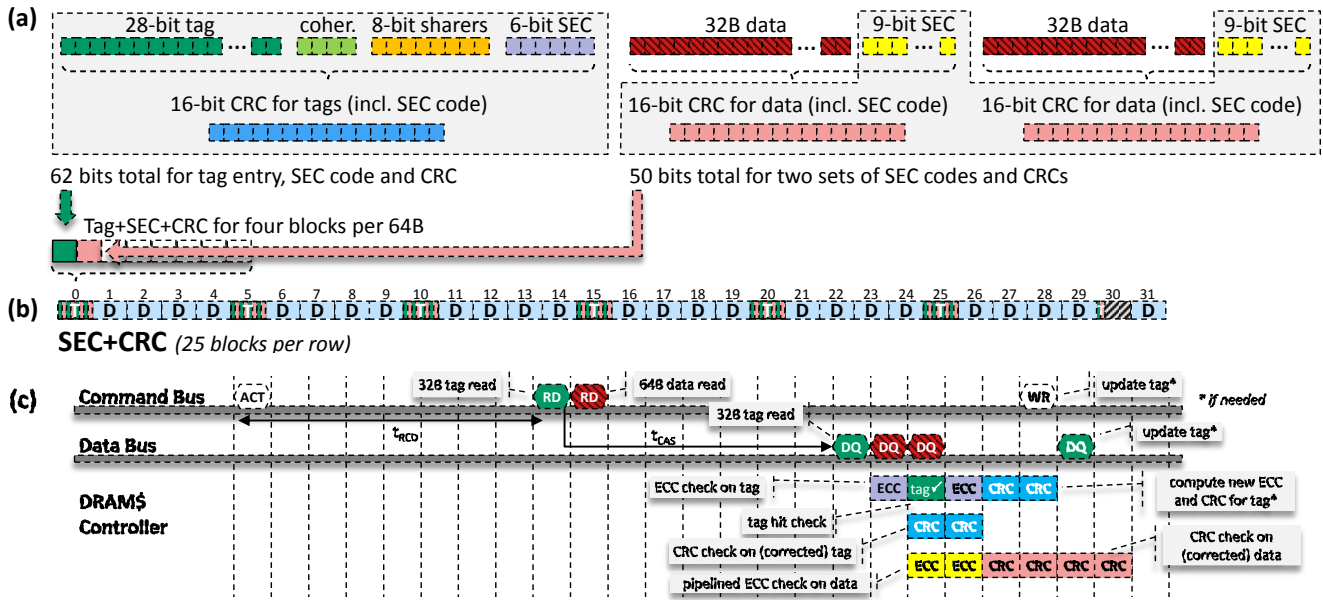 (a)
28-bit tag ... coher. 8-bit sharers 6-bit SEC
32B data ... 9-bit SEC ...
32B data ... 9-bit SEC ...
16-bit CRC for tags (incl. SEC code)
16-bit CRC for data (incl. SEC code)
16-bit CRC for data (incl. SEC code)
62 bits total for tag entry, SEC code and CRC
50 bits total for two sets of SEC codes and CRCs
Tag+SEC+CRC for four blocks per 64B
0 1 2 3 4 5 6 7 8 9 10 11 12 13 14 15 16 17 18 19 20 21 22 23 24 25 26 27 28 29 30 31
(b) T D D D D T D D D D T D D D D T D D D D T D D D D T D D D D T D
SEC+CRC (25 blocks per row)
(c)
Command Bus ACT 32B tag read RD RD 64B data read WR update tag* * if needed
tRCD 32B tag read
tCAS
Data Bus DQ DQ DQ DQ update tag*
ECC check on tag ECC tag✓ ECC CRC CRC compute new ECC and CRC for tag*
DRAM$
Controller
tag hit check
CRC check on (corrected) tag CRC CRC
CRC check on (corrected) data
pipelined ECC check on data ECC ECC CRC CRC CRC CRC